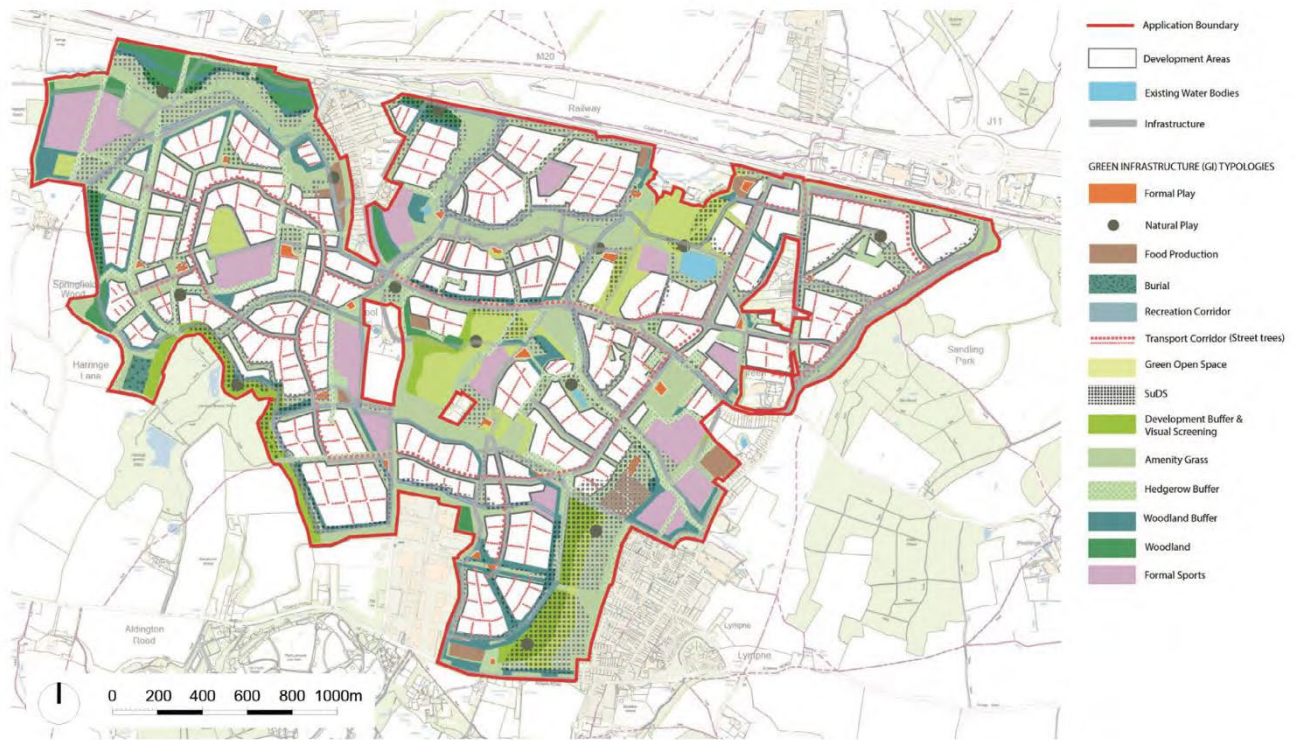 M20
Railway
J11
Springfield
Wood
Harringe
Lane
Sandling
Park
Aldington
Road
Lympne
Lympne
0 200 400 600 800 1000m
Application Boundary
Development Areas
Existing Water Bodies
Infrastructure
GREEN INFRASTRUCTURE (GI) TYPOLOGIES
Formal Play
Natural Play
Food Production
Burial
Recreation Corridor
Transport Corridor (Street trees)
Green Open Space
SuDS
Development Buffer &
Visual Screening
Amenity Grass
Hedgerow Buffer
Woodland Buffer
Woodland
Formal Sports